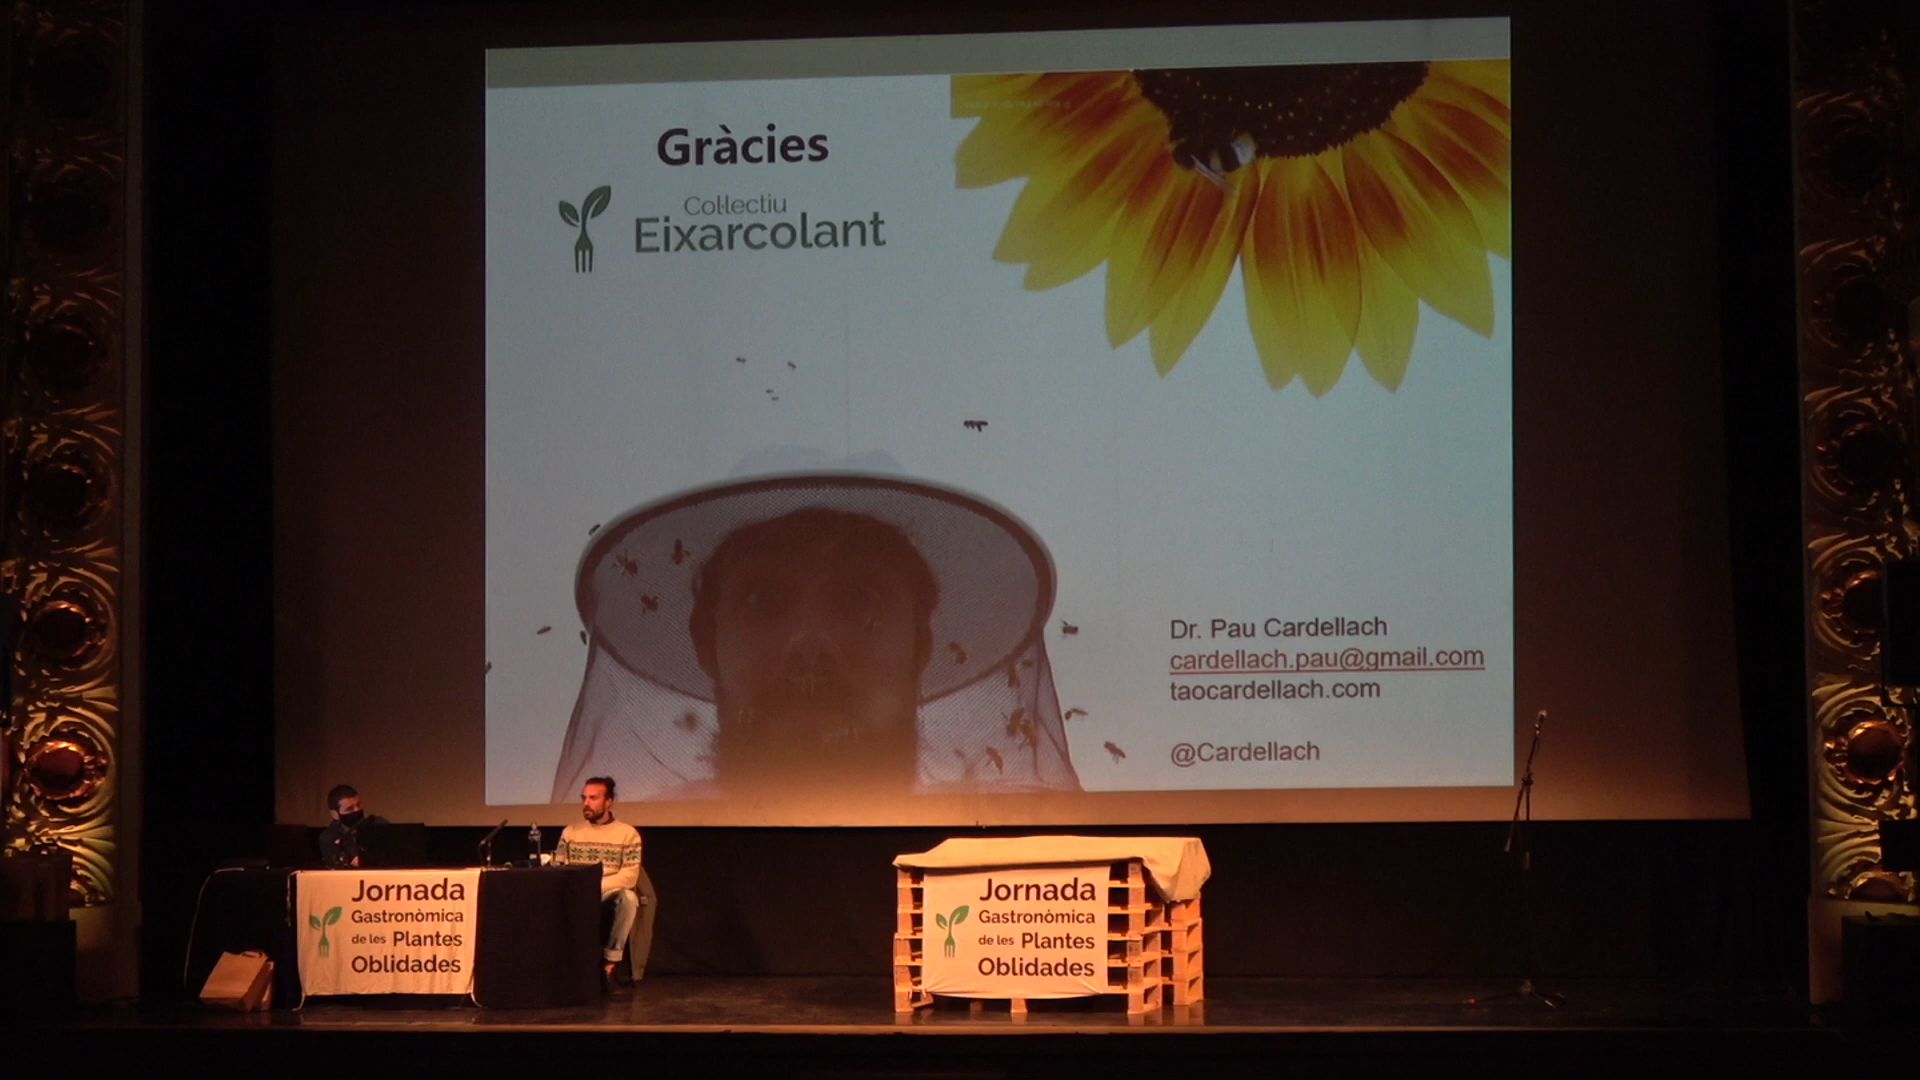 Gràcies
Col·lectiu
Eixarcolant
Dr. Pau Cardellach
cardellach.pau@gmail.com
taocardellach.com
@Cardellach
Jornada
Gastronòmica
de les Plantes
Oblidades
Jornada
Gastronòmica
de les Plantes
Oblidades